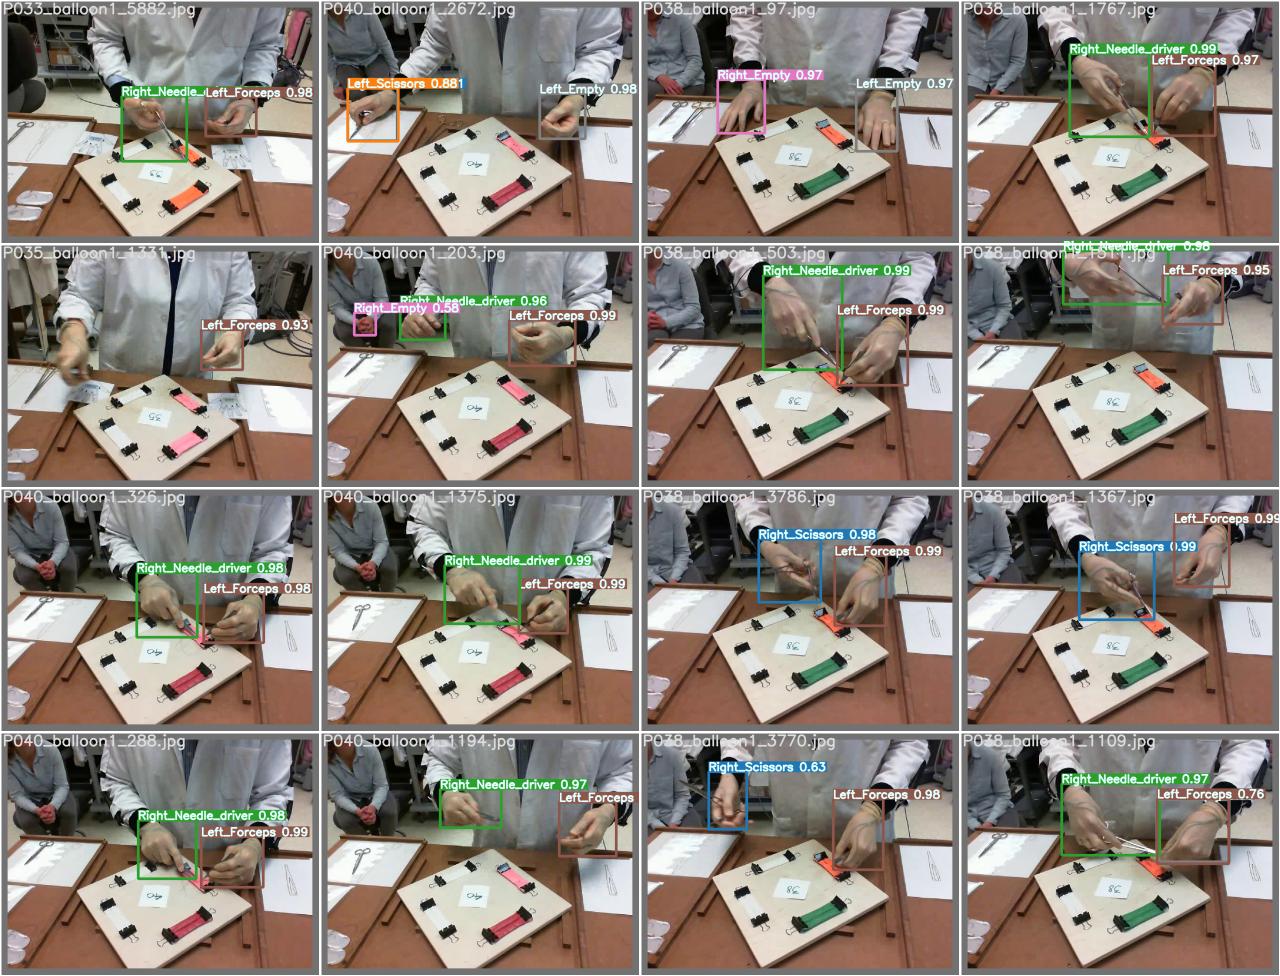 P033_balloon_5882.jpg
Right_Needle_
Left_Forceps 0.98
P040_balloon1_2672.jpg
Left_Scissors 0.881
Left_Empty 0.98
P038_balloon1_97.jpg
Right_Empty 0.97
Left_Empty 0.97
P038_balloon1_1767.jpg
Right_Needle_driver 0.99
Left_Forceps 0.97
P035_balloon1_1331.jpg
Left_Forceps 0.93
P040_balloon1_203.jpg
Right_Needle_driver 0.96
Right_Empty 0.58
Left_Forceps 0.99
P038_balloon1_503.jpg
Right_Needle_driver 0.99
Left_Forceps 0.99
Right_Needle_driver 0.98
Left_Forceps 0.95
P040_balloon1_326.jpg
Right_Needle_driver 0.98
Left_Forceps 0.98
P040_balloon1_1375.jpg
Right_Needle_driver 0.99
Left_Forceps 0.99
P038_balloon1_3786.jpg
Right_Scissors 0.98
Left_Forceps 0.99
P038_balloon1_1367.jpg
Left_Forceps 0.99
Right_Scissors 0.99
P040_balloon1_288.jpg
Right_Needle_driver 0.98
Left_Forceps 0.99
P040_balloon1_1194.jpg
Right_Needle_driver 0.97
Left_Forceps
P038_balloon1_3770.jpg
Right_Scissors 0.63
Left_Forceps 0.98
P038_balloon1_1109.jpg
Right_Needle_driver 0.97
Left_Forceps 0.76